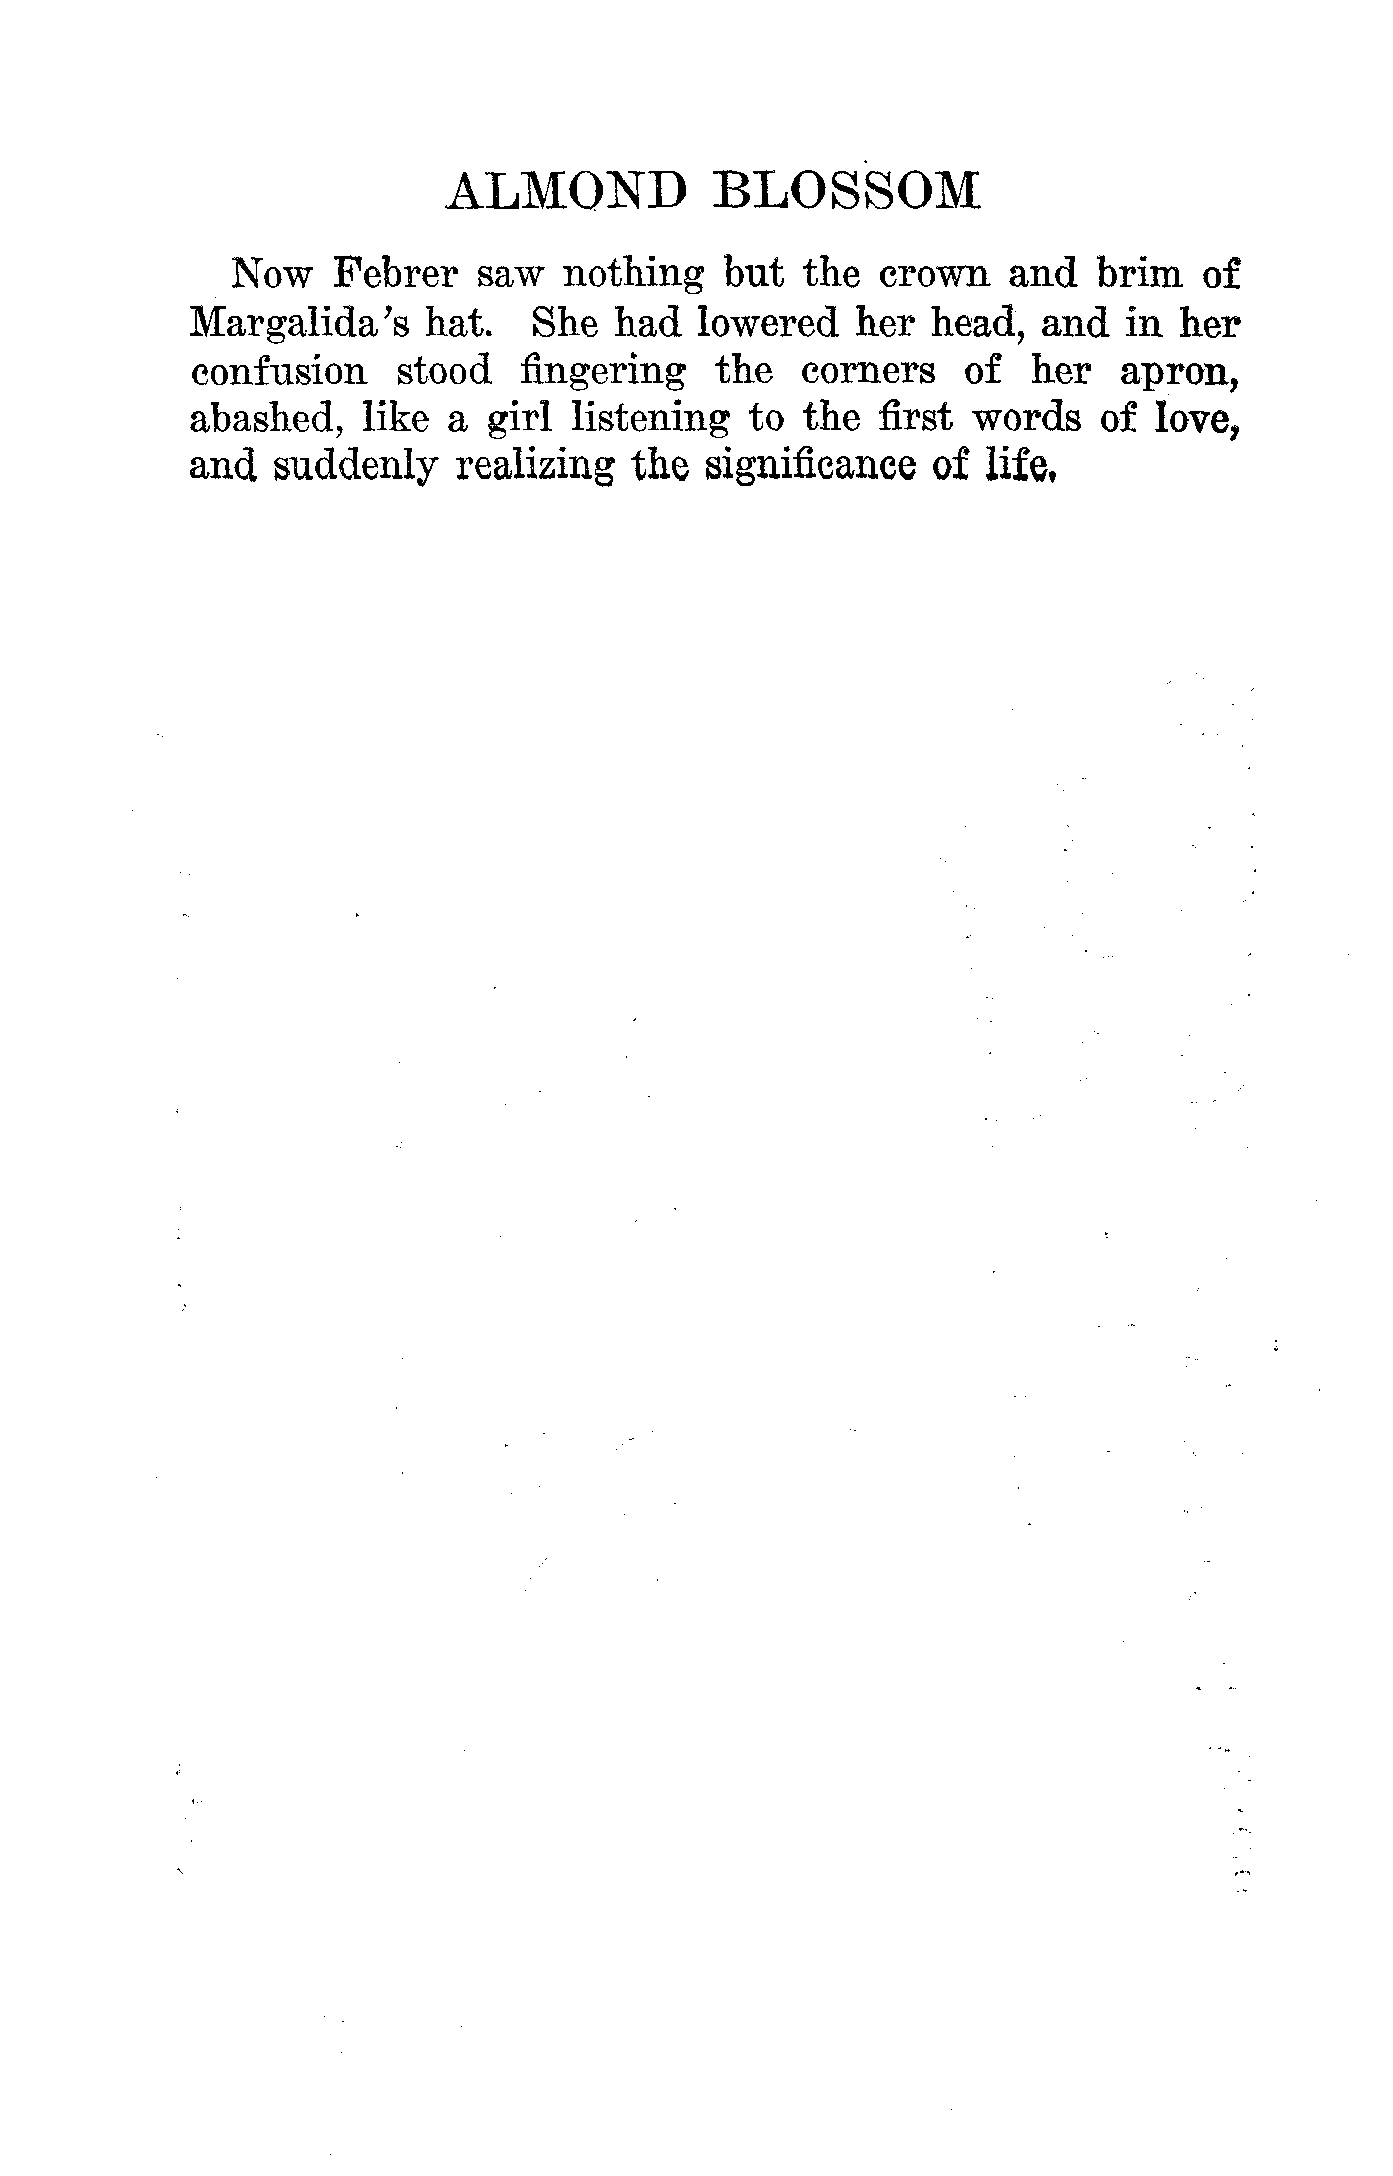 ALMOND BLOSSOM
Now Febrer saw nothing but the crown and brim of
Margalida's hat. She had lowered her head, and in her
confusion stood fingering the corners of her apron,
abashed, like a girl listening to the first words of love,
and suddenly realizing the significance of life.